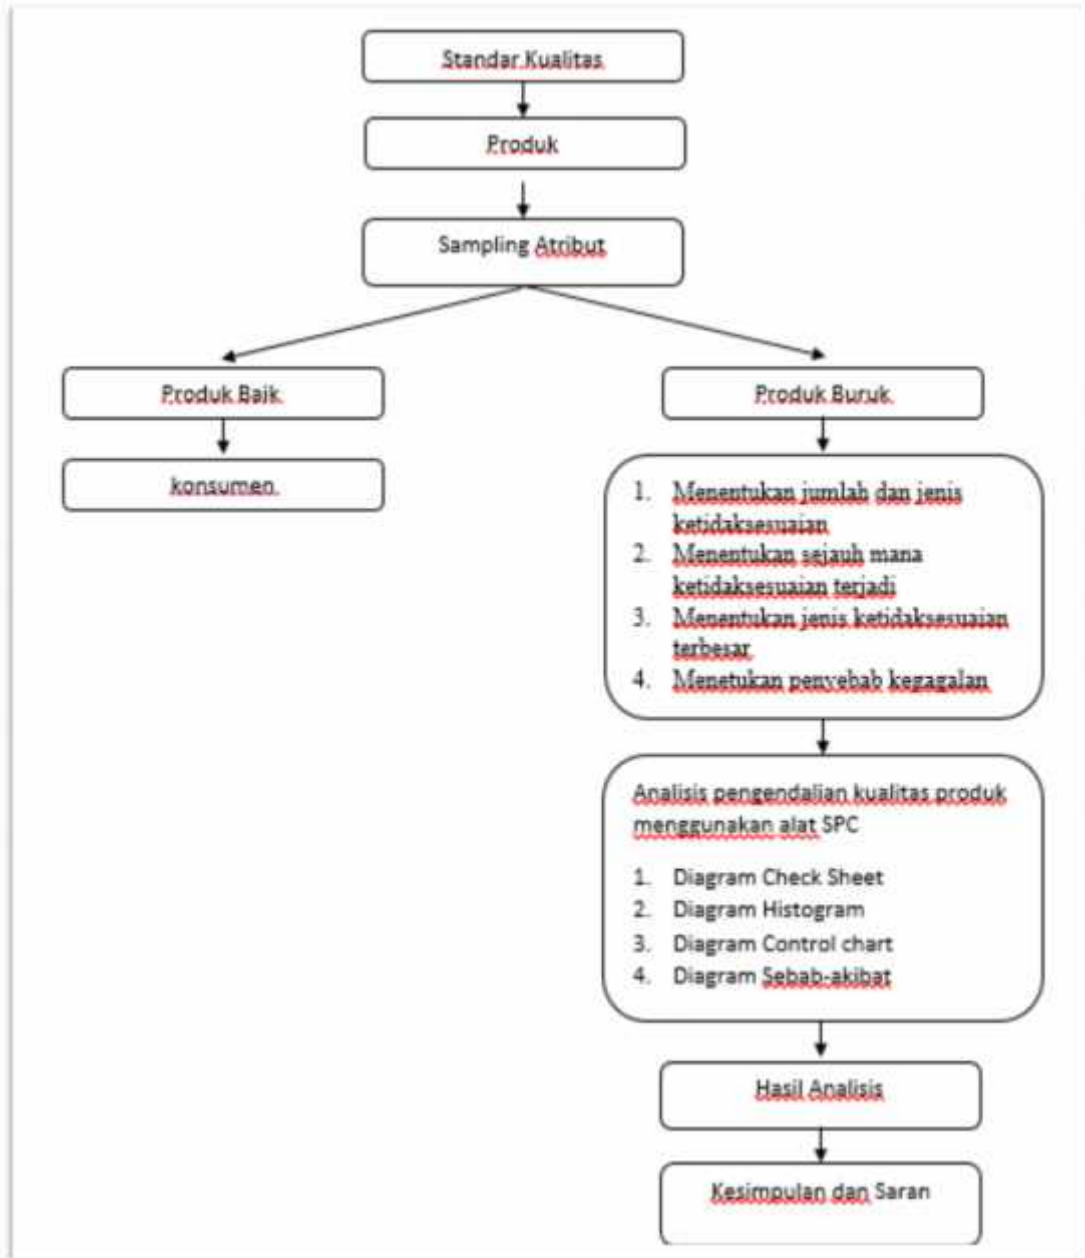 Standar Kualitas
Produk
Sampling Atribut
Produk Baik
Produk Buruk
konsumen
1. Menentukan jumlah dan jenis
ketidaksesuaian
2. Menentukan sejauh mana
ketidaksesuaian terjadi
3. Menentukan jenis ketidaksesuaian
terbesar
4. Menetukan penyebab kegagalan
Analisis pengendalian kualitas produk
menggunakan alat SPC
1. Diagram Check Sheet
2. Diagram Histogram
3. Diagram Control chart
4. Diagram Sebab-akibat
Hasil Analisis
Kesimpulan dan Saran